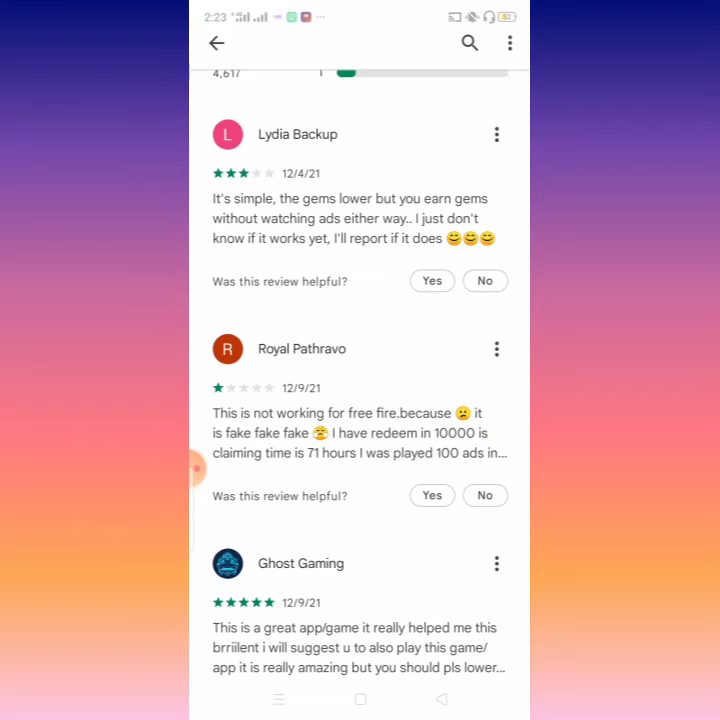 2:23
4,617
L Lydia Backup
12/4/21
It's simple, the gems lower but you earn gems
without watching ads either way.. I just don't
know if it works yet, I'll report if it does 😊😊😊
Was this review helpful? Yes No
R Royal Pathravo
12/9/21
This is not working for free fire.because 😕 it
is fake fake fake 😤 I have redeem in 10000 is
claiming time is 71 hours I was played 100 ads in...
Was this review helpful? Yes No
Ghost Gaming
12/9/21
This is a great app/game it really helped me this
brriilent i will suggest u to also play this game/
app it is really amazing but you should pls lower...